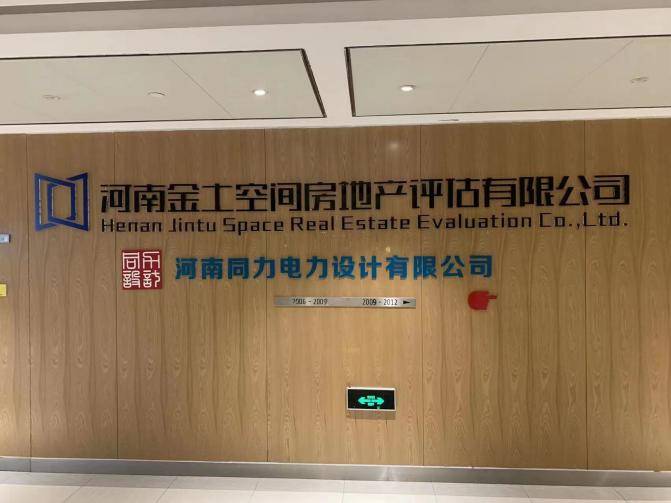 河南金土空间房地产评估有限公司
Henan Jintu Space Real Estate Evaluation Co.,Ltd.
河南同力电力设计有限公司
2006 - 2009 2009 - 2012